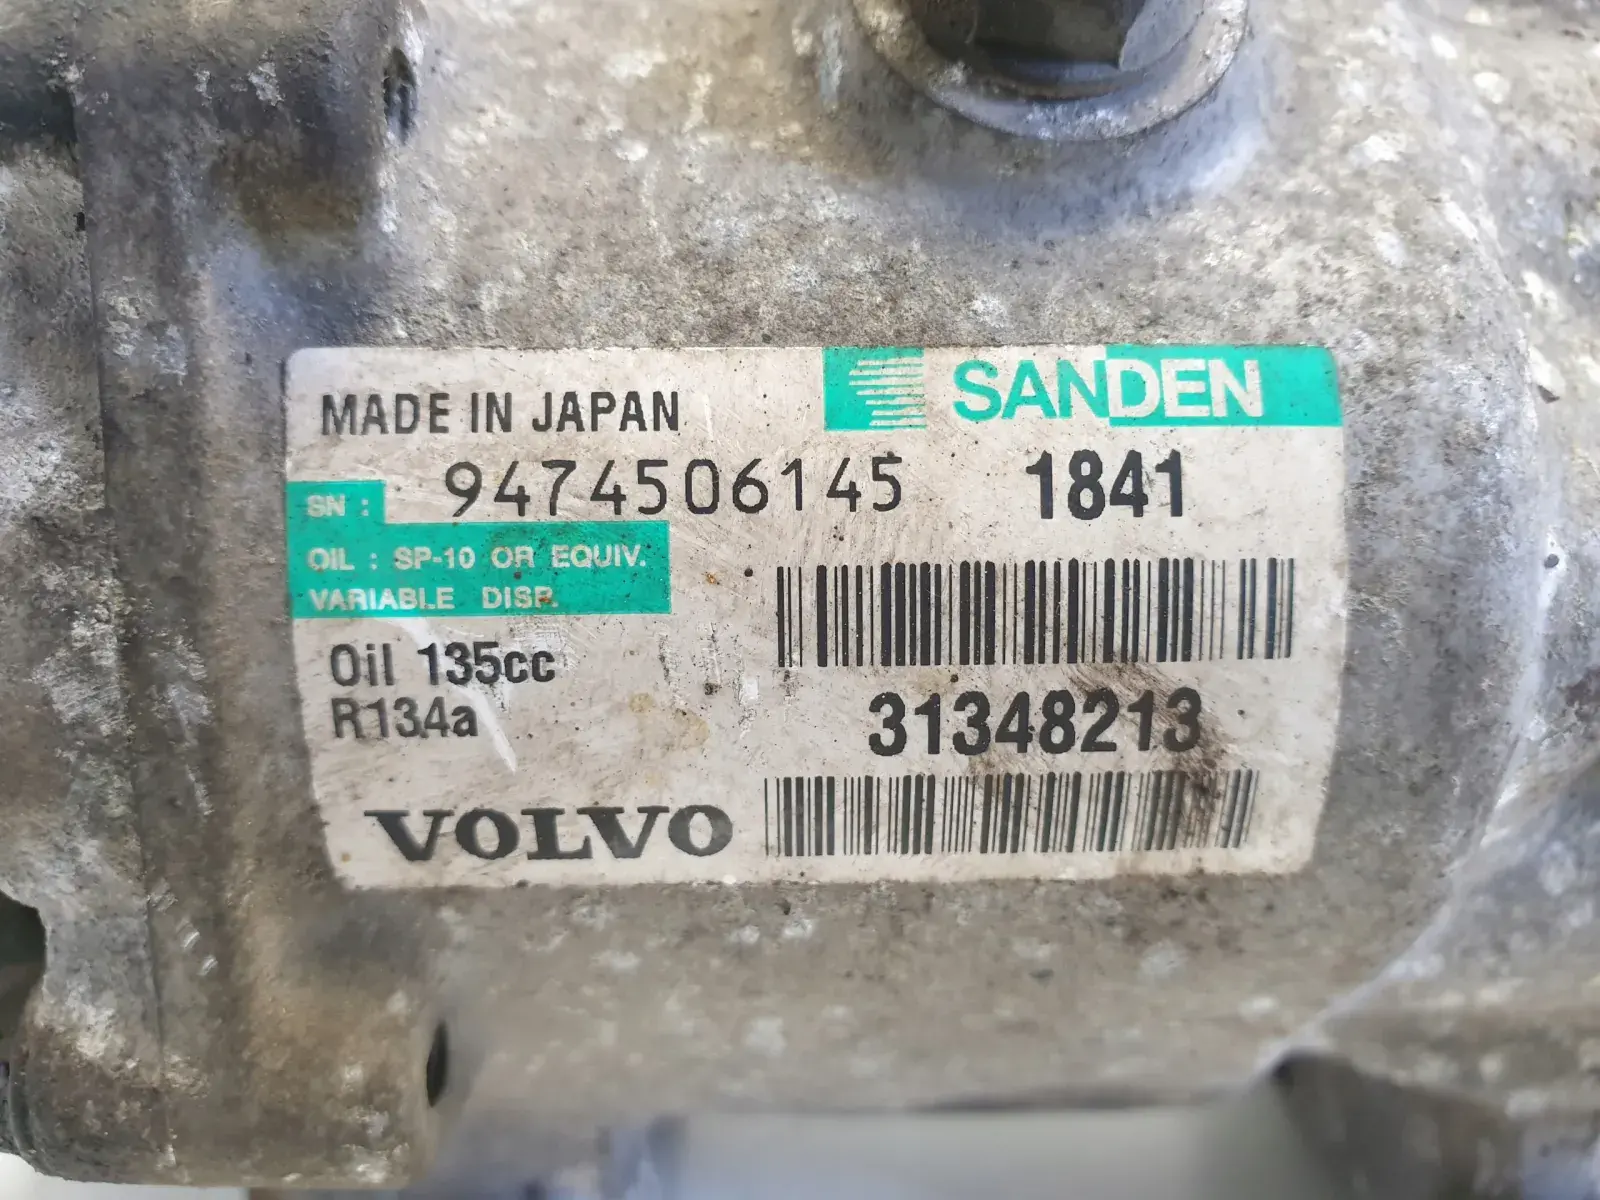 MADE IN JAPAN SANDEN
SN : 9474506145 1841
OIL : SP-10 OR EQUIV.
VARIABLE DISP.
Oil 135cc
R134a
31348213
VOLVO